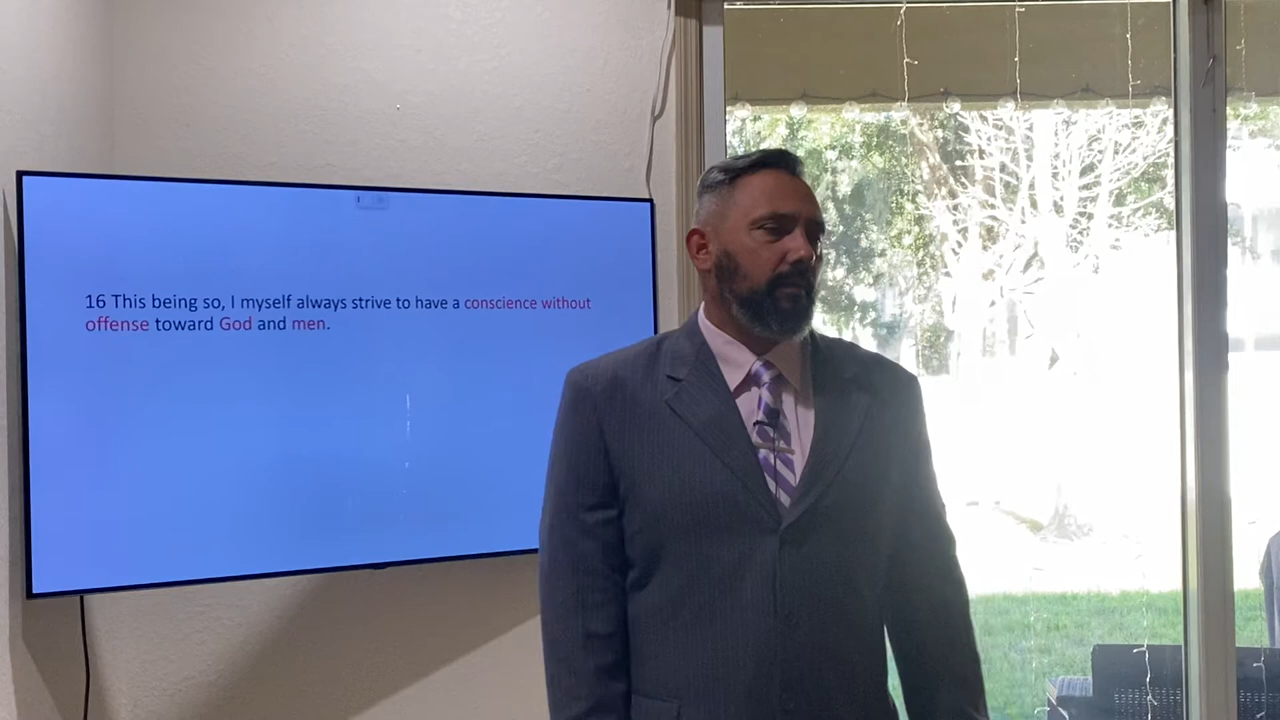 16 This being so, I myself always strive to have a conscience without
offense toward God and men.